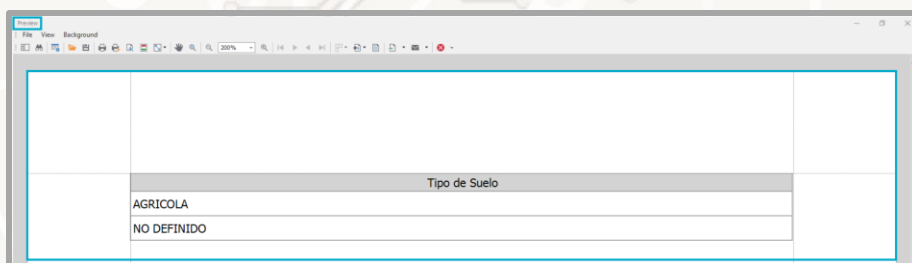 Preview
File View Background
200%
Tipo de Suelo
AGRICOLA
NO DEFINIDO